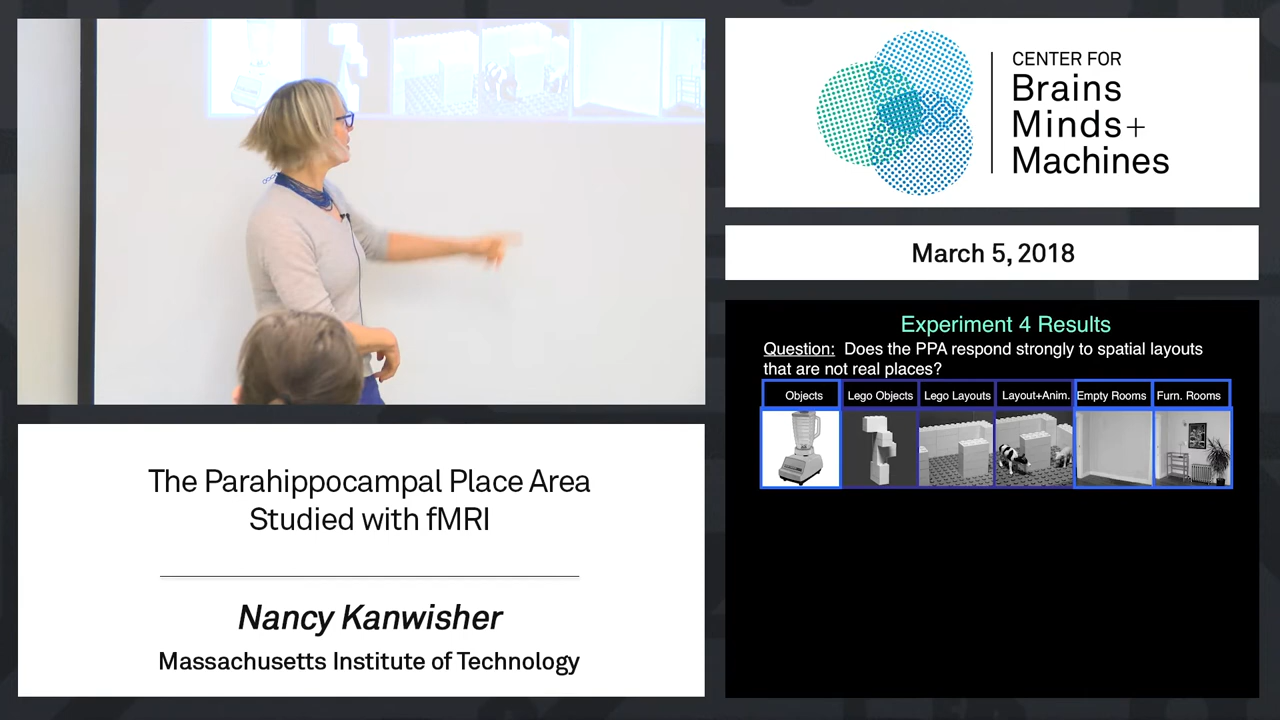 CENTER FOR
Brains
Minds+
Machines
March 5, 2018
Experiment 4 Results
Question: Does the PPA respond strongly to spatial layouts
that are not real places?
Objects Lego Objects Lego Layouts Layout+Anim. Empty Rooms Furn. Rooms
The Parahippocampal Place Area
Studied with fMRI
Nancy Kanwisher
Massachusetts Institute of Technology